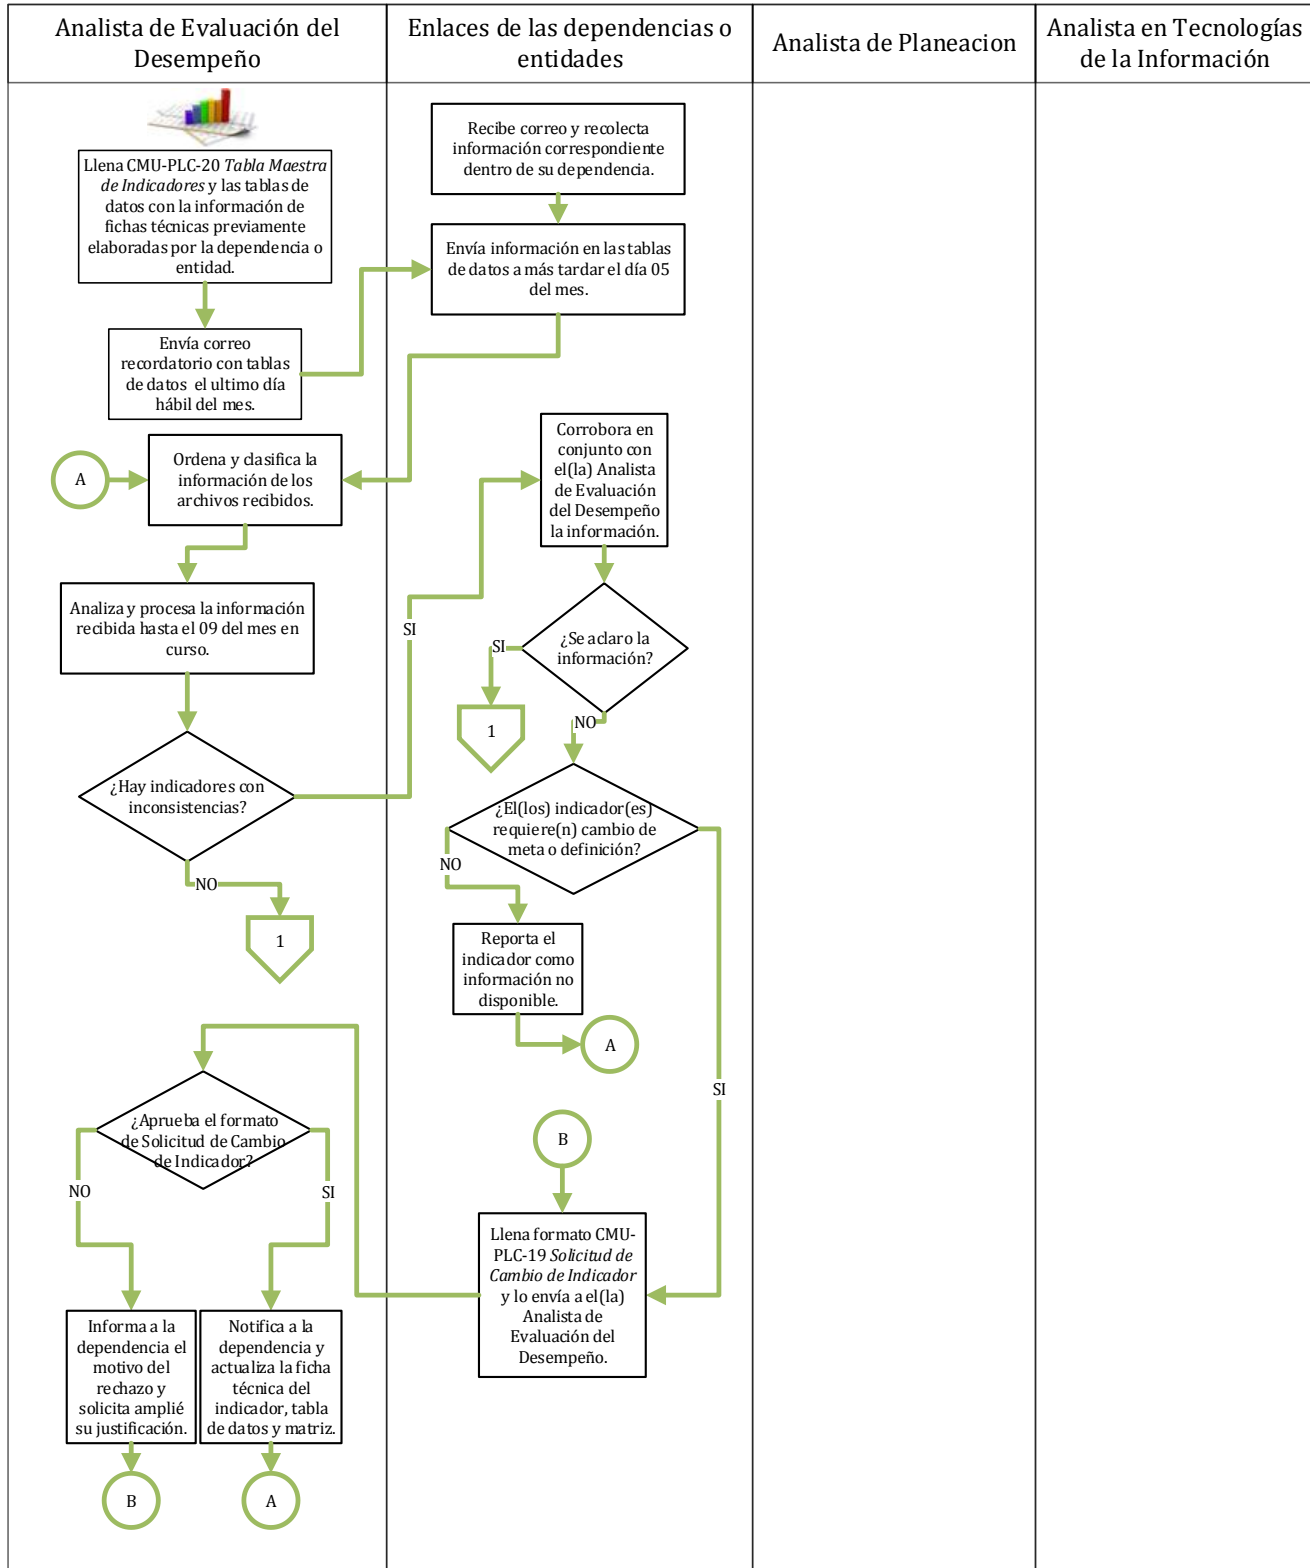 Analista de Evaluación del
Desempeño
Enlaces de las dependencias o
entidades
Analista de Planeacion
Analista en Tecnologías
de la Información
Llena CMU-PLC-20 Tabla Maestra
de Indicadores y las tablas de
datos con la información de
fichas técnicas previamente
elaboradas por la dependencia o
entidad.
Envía correo
recordatorio con tablas
de datos el ultimo día
hábil del mes.
A
Ordena y clasifica la
información de los
archivos recibidos.
Analiza y procesa la información
recibida hasta el 09 del mes en
curso.
¿Hay indicadores con
inconsistencias?
SI
NO
1
¿Aprueba el formato
de Solicitud de Cambio
de Indicador?
NO
SI
Informa a la
dependencia el
motivo del
rechazo y
solicita amplié
su justificación.
Notifica a la
dependencia y
actualiza la ficha
técnica del
indicador, tabla
de datos y matriz.
B
A
Recibe correo y recolecta
información correspondiente
dentro de su dependencia.
Envía información en las tablas
de datos a más tardar el día 05
del mes.
Corrobora en
conjunto con
el(la) Analista
de Evaluación
del Desempeño
la información.
¿Se aclaro la
información?
SI
1
NO
¿El(los) indicador(es)
requiere(n) cambio de
meta o definición?
NO
Reporta el
indicador como
información no
disponible.
A
SI
B
Llena formato CMU-
PLC-19 Solicitud de
Cambio de Indicador
y lo envía a el(la)
Analista de
Evaluación del
Desempeño.